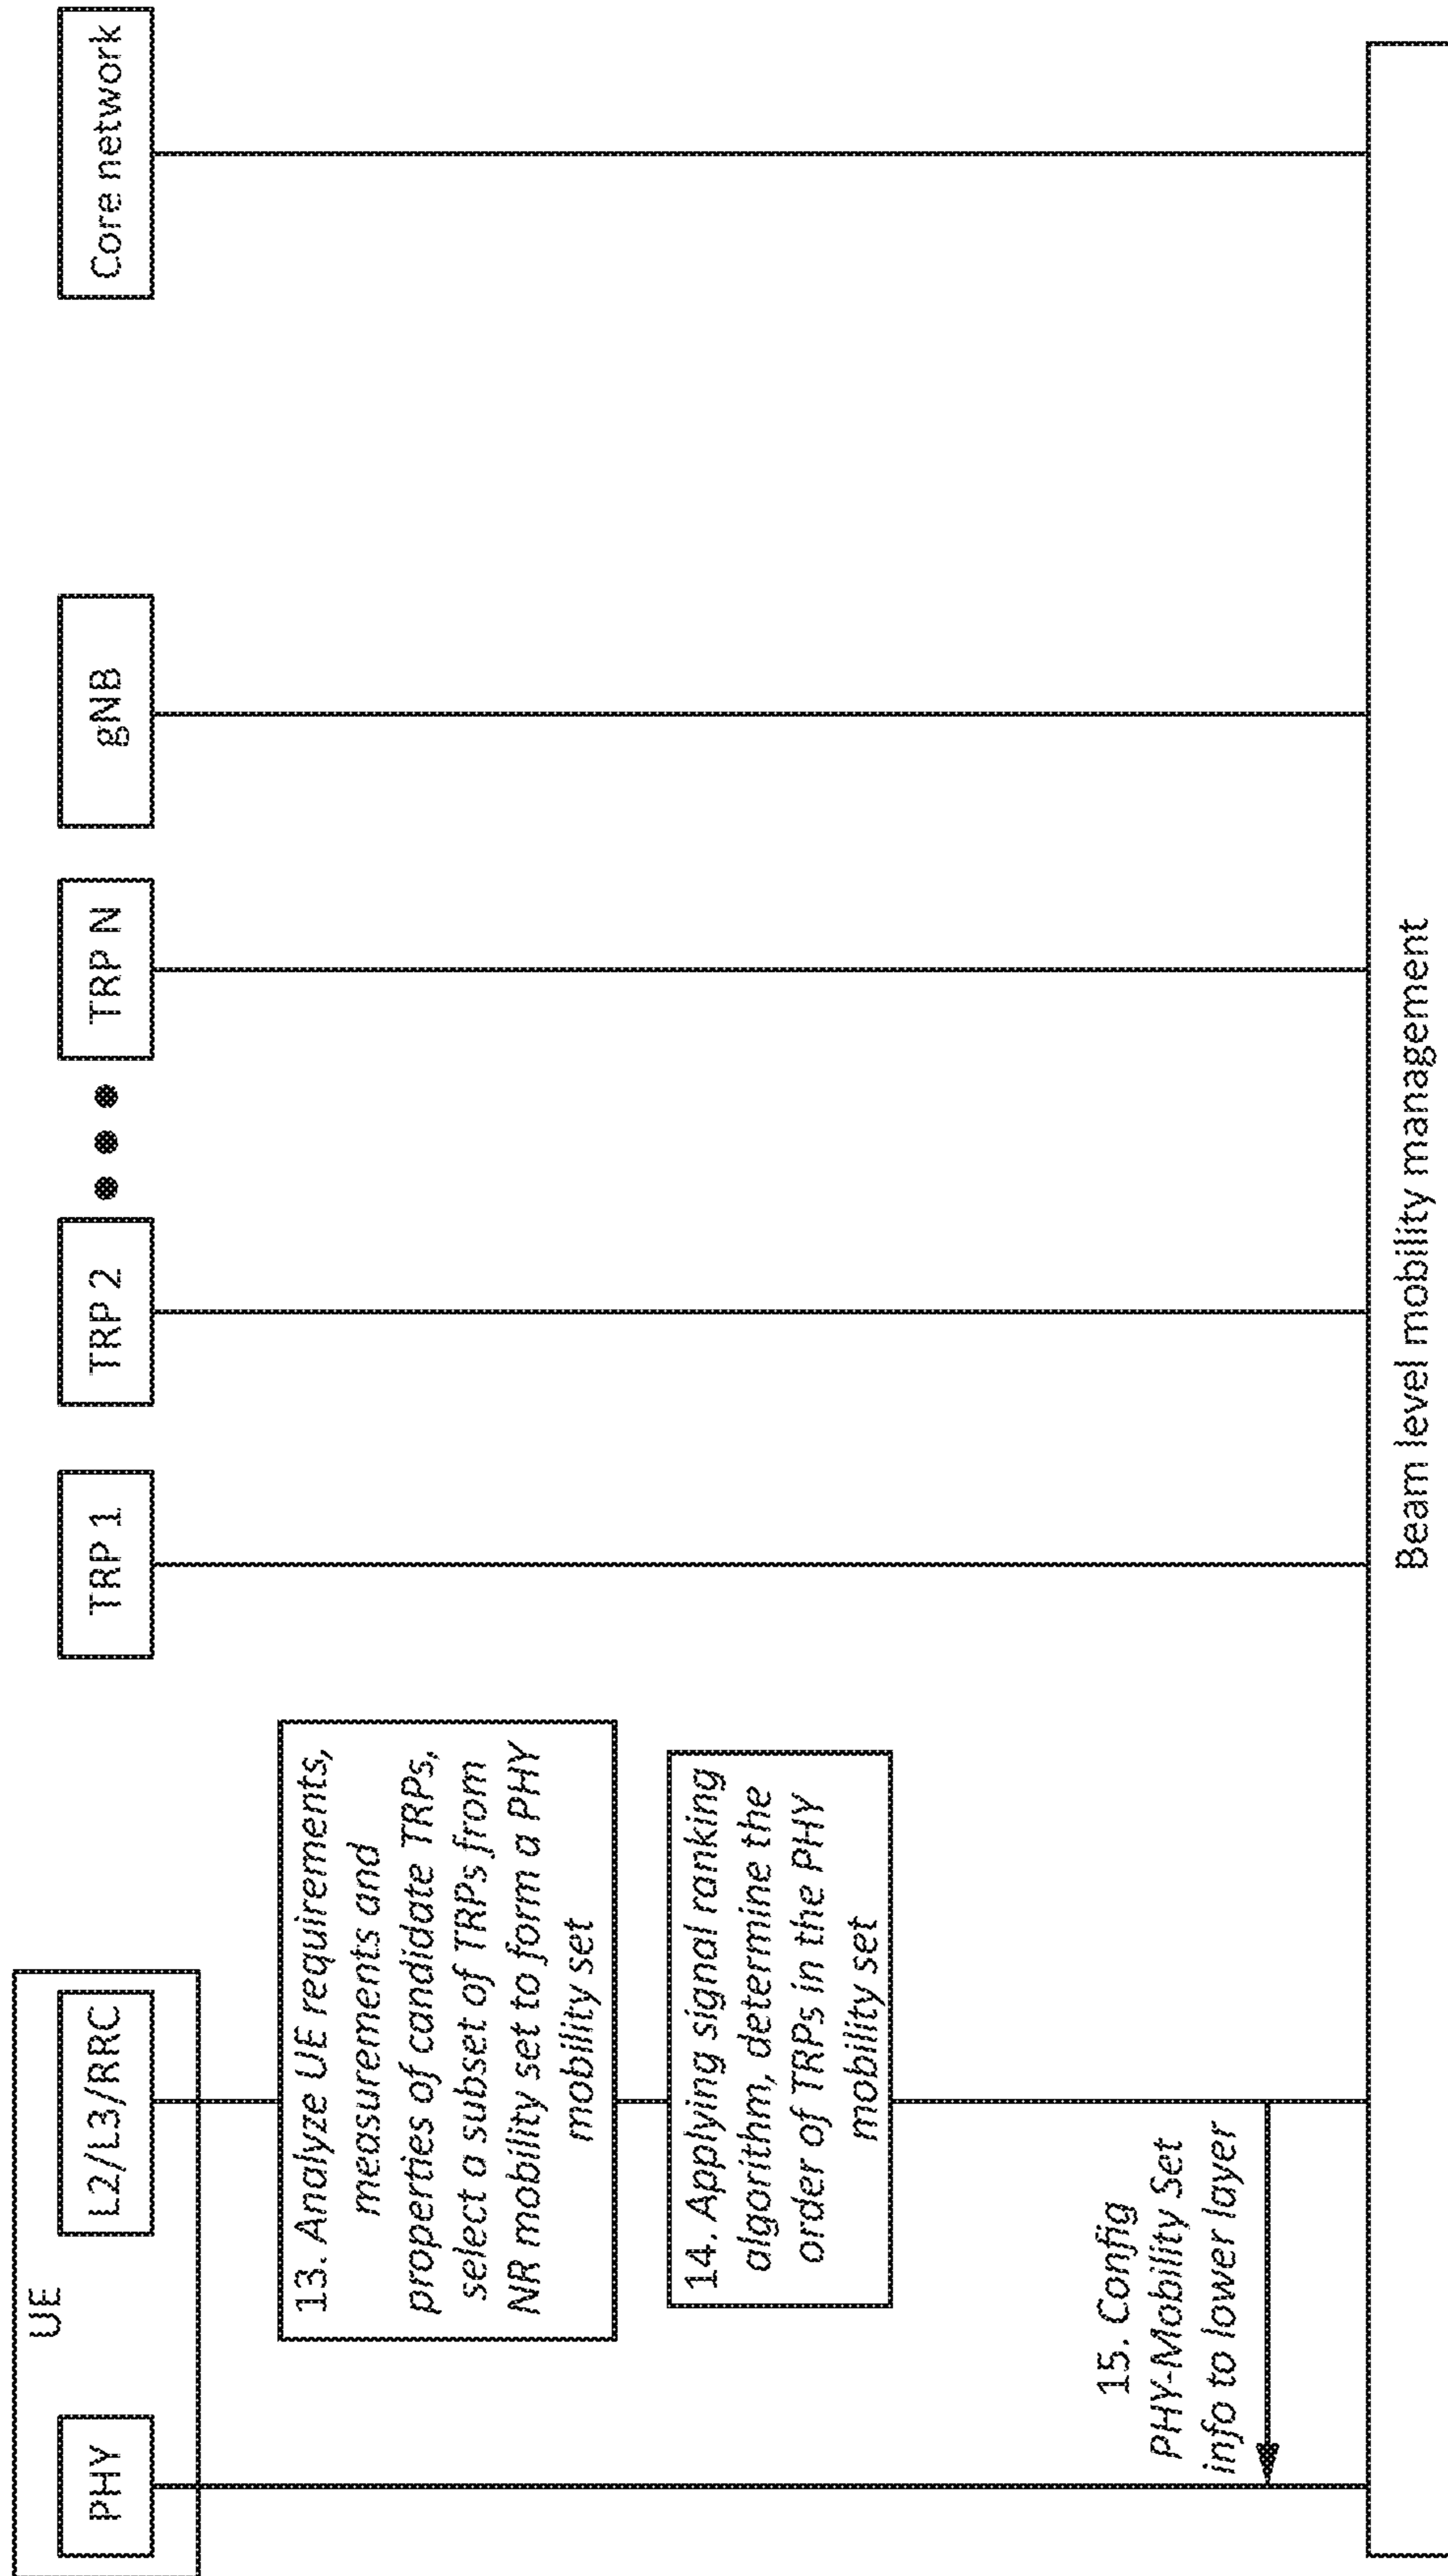 UE
PHY
L2/L3/RRC
TRP 1
TRP 2
TRP N
gNB
Core network
13. Analyze UE requirements,
measurements and
properties of candidate TRPs,
select a subset of TRPs from
NR mobility set to form a PHY
mobility set
14. Applying signal ranking
algorithm, determine the
order of TRPs in the PHY
mobility set
15. Config
PHY-Mobility Set
info to lower layer
Beam level mobility management